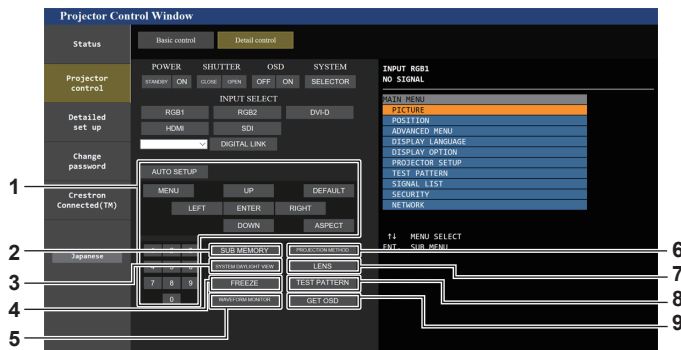 Projector Control Window
Status
Basic control
Detail control
POWER
SHUTTER
OSD
SYSTEM
STANDBY
ON
CLOSE
OPEN
OFF
ON
SELECTOR
INPUT SELECT
RGB1
RGB2
DVI-D
HDMI
SDI
DIGITAL LINK
Projector
control
Detailed
set up
Change
password
Crestron
Connected(TM)
Japanese
AUTO SETUP
MENU
UP
DEFAULT
LEFT
ENTER
RIGHT
DOWN
ASPECT
SUB MEMORY
PROJECTION METHOD
SYSTEM DAYLIGHT VIEW
LENS
7 8 9
FREEZE
TEST PATTERN
0
WAVEFORM MONITOR
GET OSD
INPUT RGB1
NO SIGNAL
MAIN MENU
PICTURE
POSITION
ADVANCED MENU
DISPLAY LANGUAGE
DISPLAY OPTION
PROJECTOR SETUP
TEST PATTERN
SIGNAL LIST
SECURITY
NETWORK
↑↓ MENU SELECT
ENT. SUB MENU
1
2
3
4
5
6
7
8
9